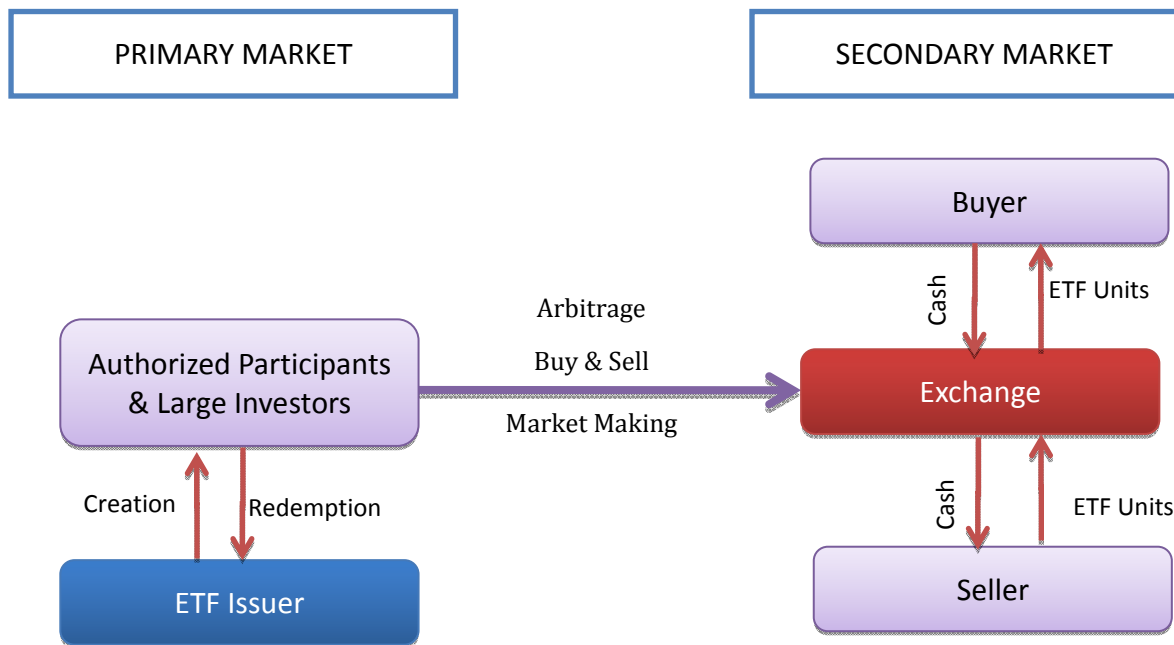 PRIMARY MARKET
SECONDARY MARKET
Buyer
Cash
ETF Units
Arbitrage
Buy & Sell
Market Making
Authorized Participants
& Large Investors
Exchange
Creation
Redemption
Cash
ETF Units
ETF Issuer
Seller